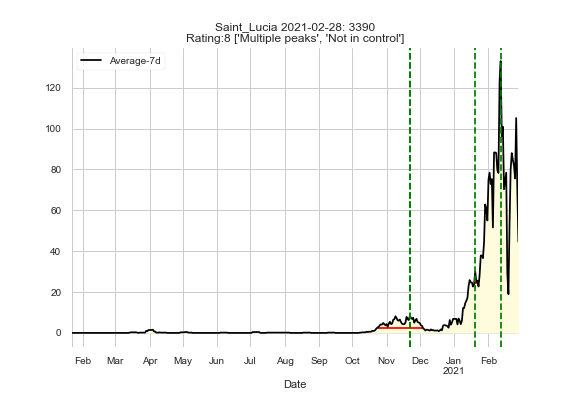 Saint_Lucia 2021-02-28: 3390
Rating:8 ['Multiple peaks', 'Not in control']
Average-7d
120
100
80
60
40
20
0
Feb Mar Apr May Jun Jul Aug Sep Oct Nov Dec Jan Feb
2021
Date